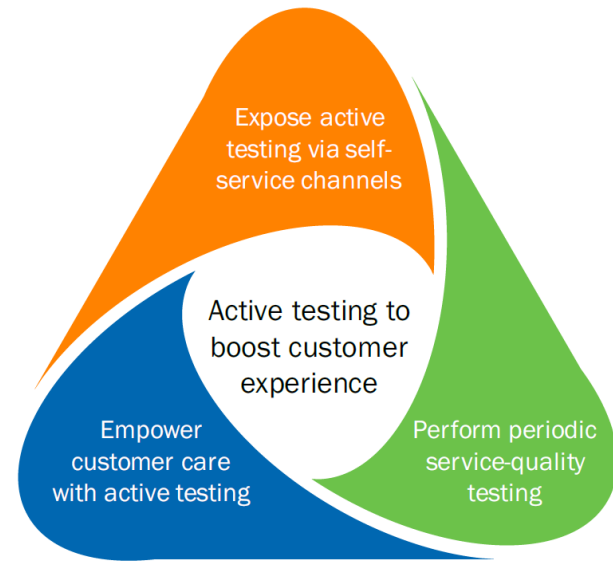 Expose active
testing via self-
service channels
Active testing to
boost customer
experience
Empower
customer care
with active testing
Perform periodic
service-quality
testing